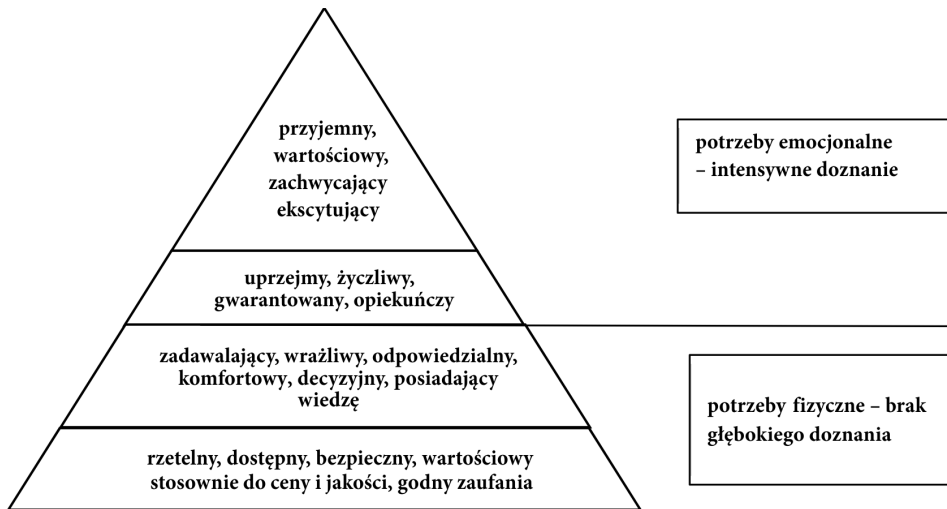 przyjemny,
wartościowy,
zachwycający
ekscytujący
potrzeby emocjonalne
– intensywne doznanie
uprzejmy, życzliwy,
gwarantowany, opiekuńczy
zadawalający, wrażliwy, odpowiedzialny,
komfortowy, decyzyjny, posiadający
wiedzę
potrzeby fizyczne – brak
głębokiego doznania
rzetelny, dostępny, bezpieczny, wartościowy
stosownie do ceny i jakości, godny zaufania